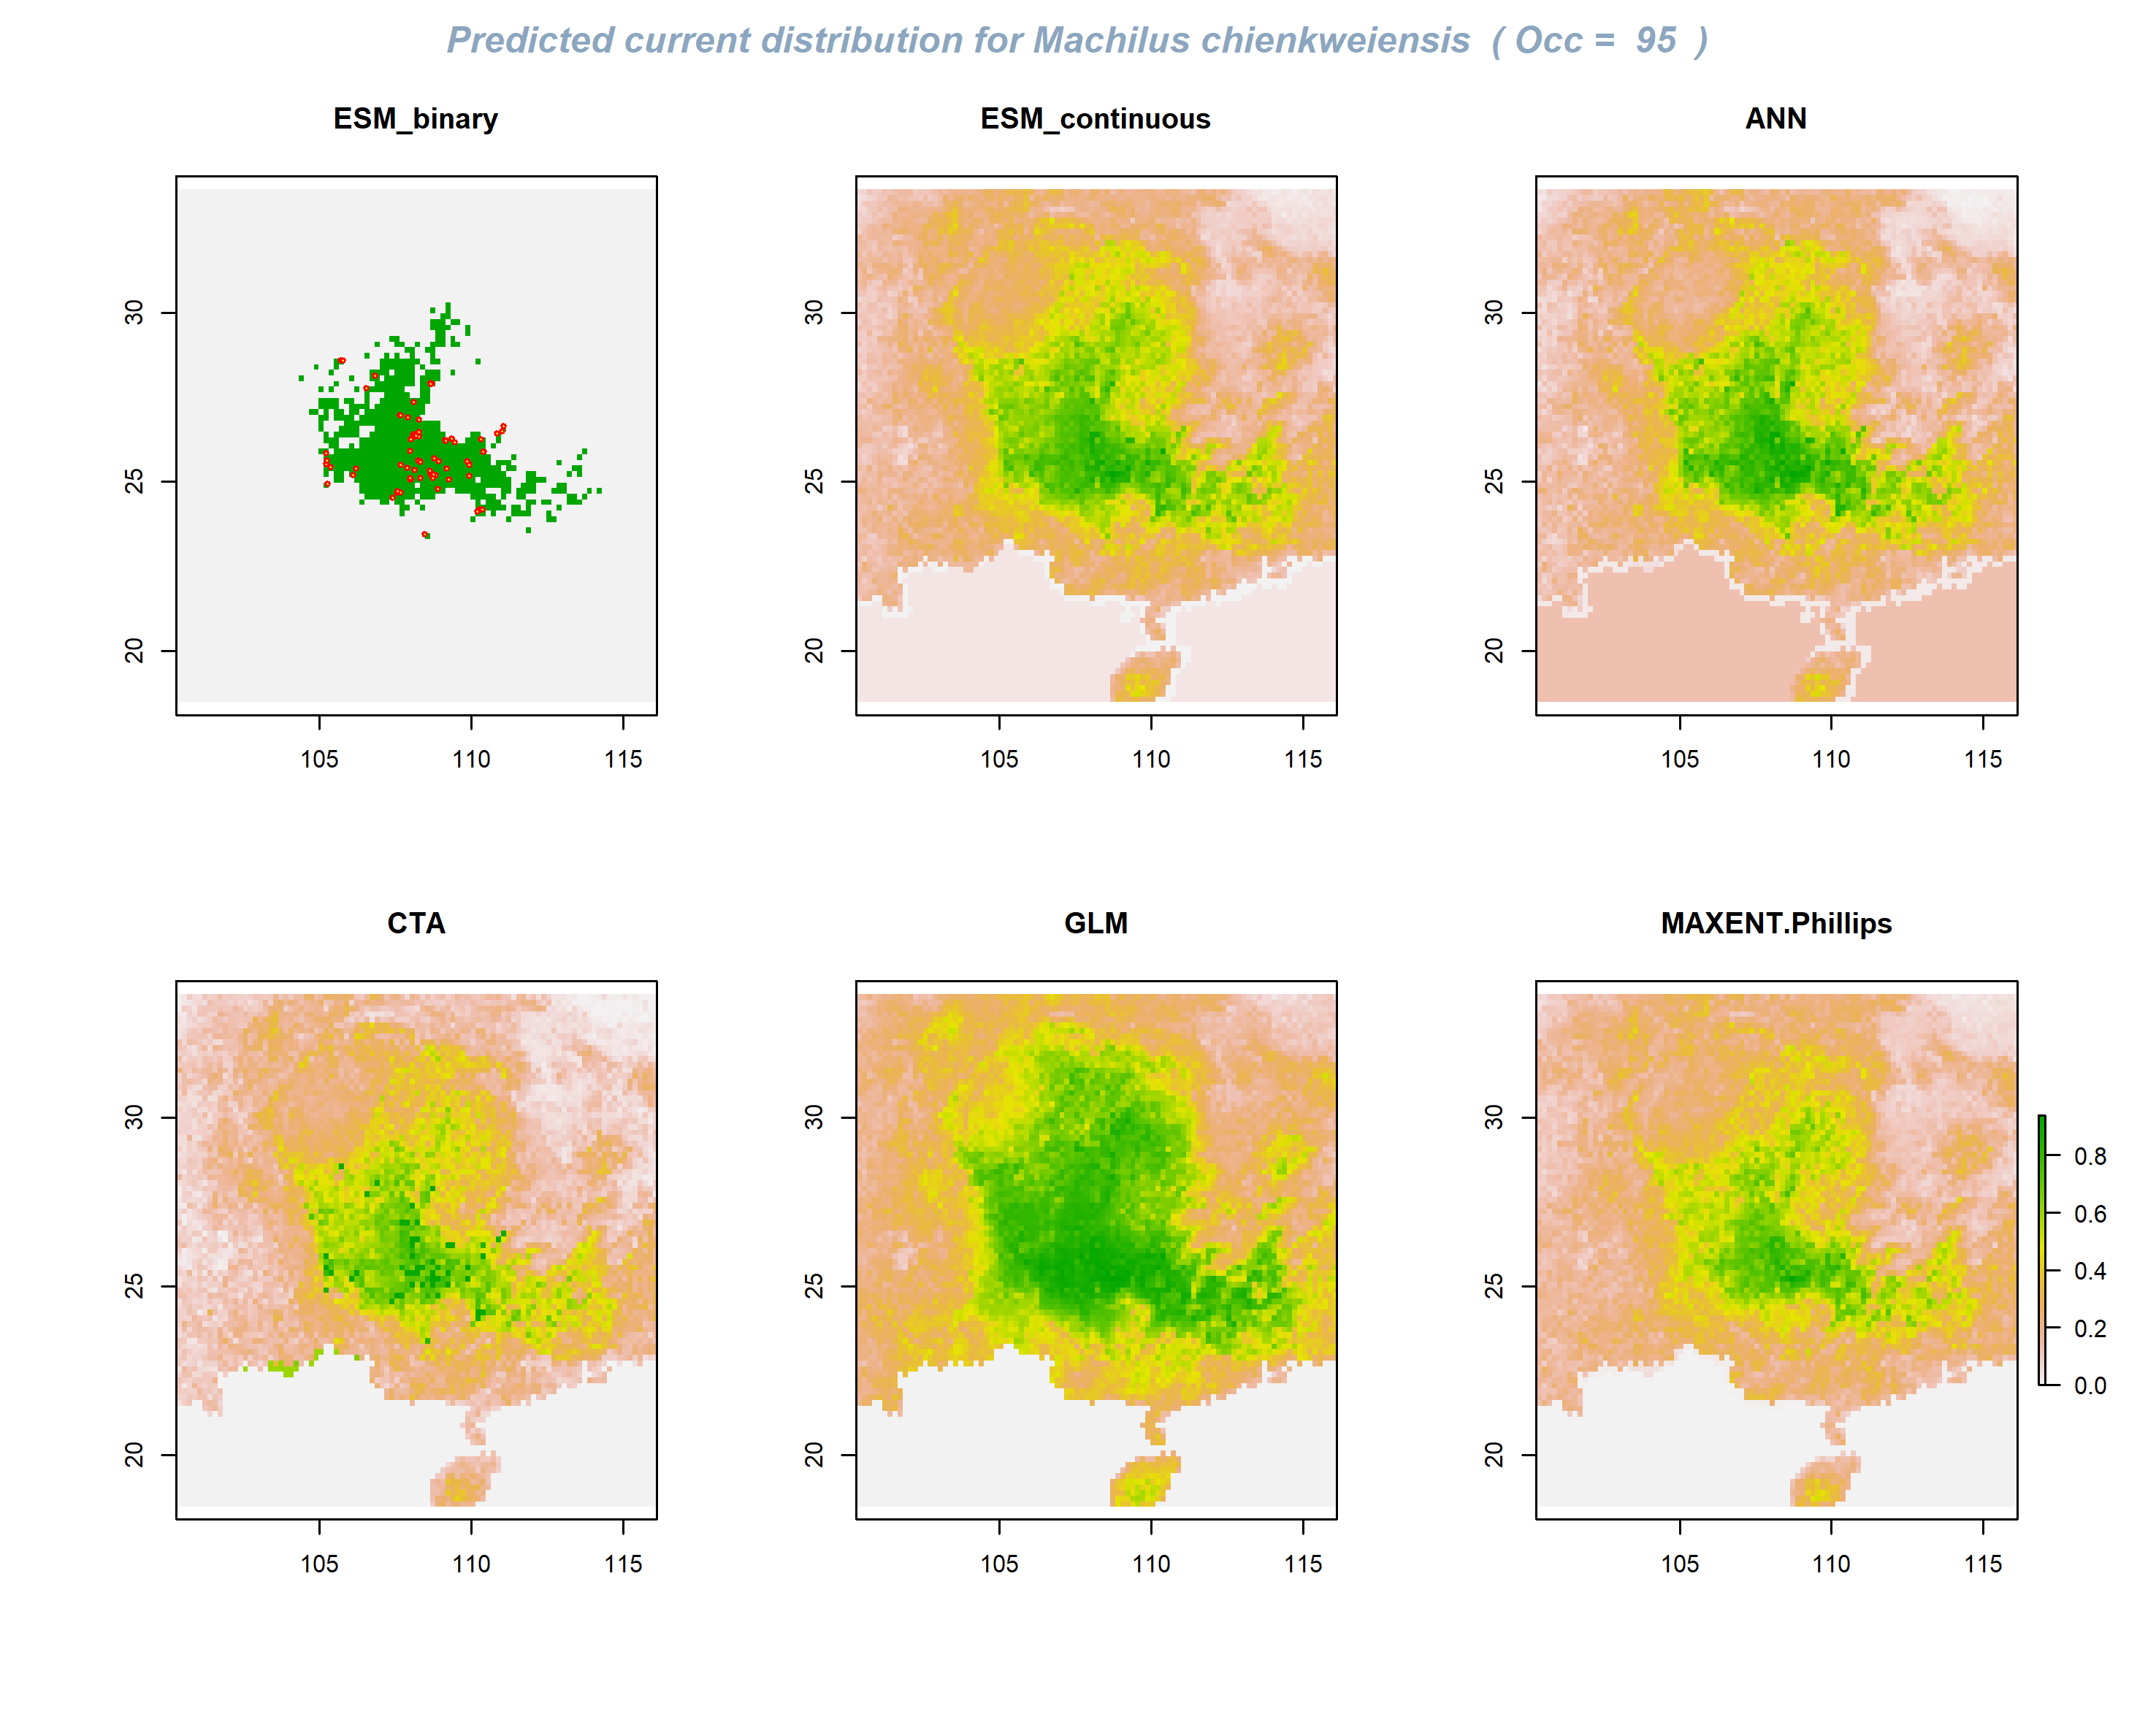 Predicted current distribution for Machilus chienkweiensis ( Occ = 95 )
ESM_binary
ESM_continuous
ANN
30
25
20
105 110 115
30
25
20
105 110 115
30
25
20
105 110 115
CTA
GLM
MAXENT.Phillips
30
25
20
105 110 115
30
25
20
105 110 115
30
25
20
105 110 115
0.8
0.6
0.4
0.2
0.0